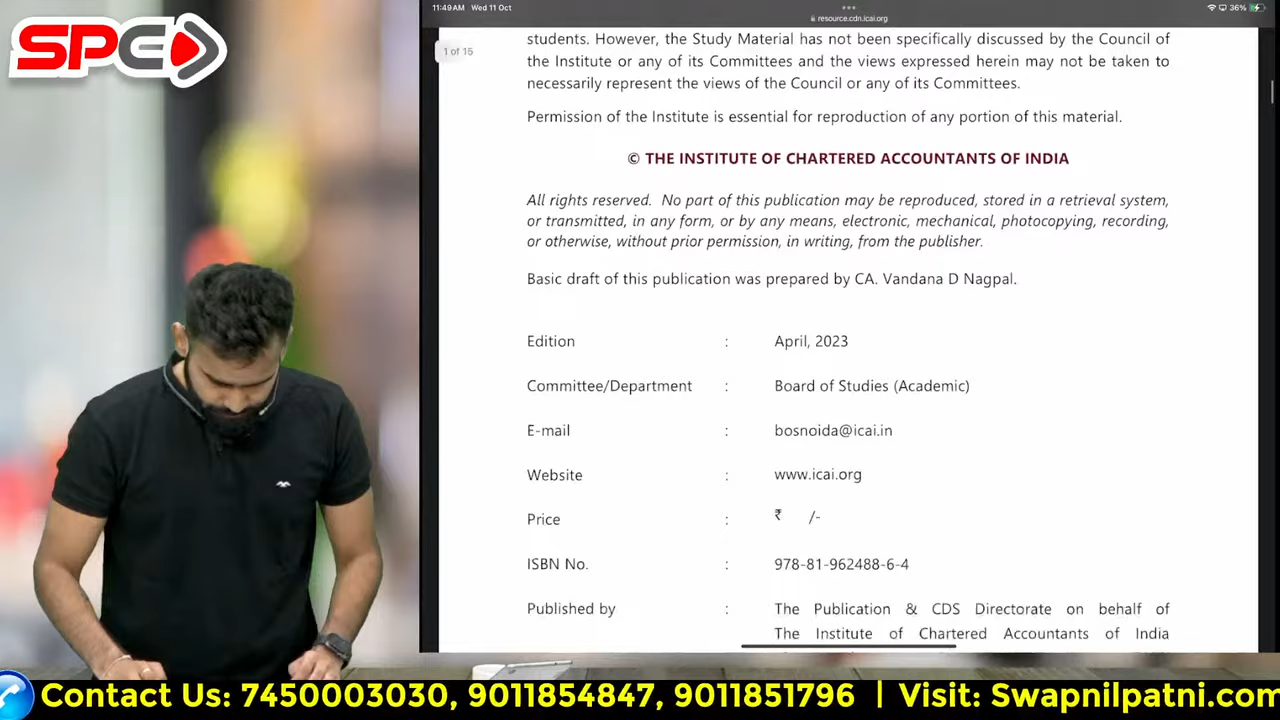 SPC
11:49AM Wed 11 Oct
resource.cdn.icai.org
36%
1 of 15
students. However, the Study Material has not been specifically discussed by the Council of
the Institute or any of its Committees and the views expressed herein may not be taken to
necessarily represent the views of the Council or any of its Committees.
Permission of the Institute is essential for reproduction of any portion of this material.
© THE INSTITUTE OF CHARTERED ACCOUNTANTS OF INDIA
All rights reserved. No part of this publication may be reproduced, stored in a retrieval system,
or transmitted, in any form, or by any means, electronic, mechanical, photocopying, recording,
or otherwise, without prior permission, in writing, from the publisher.
Basic draft of this publication was prepared by CA. Vandana D Nagpal.
Edition : April, 2023
Committee/Department : Board of Studies (Academic)
E-mail : bosnoida@icai.in
Website : www.icai.org
Price : ₹ /-
ISBN No. : 978-81-962488-6-4
Published by : The Publication & CDS Directorate on behalf of
The Institute of Chartered Accountants of India
Contact Us: 7450003030, 9011854847, 9011851796 | Visit: Swapnilpatni.com